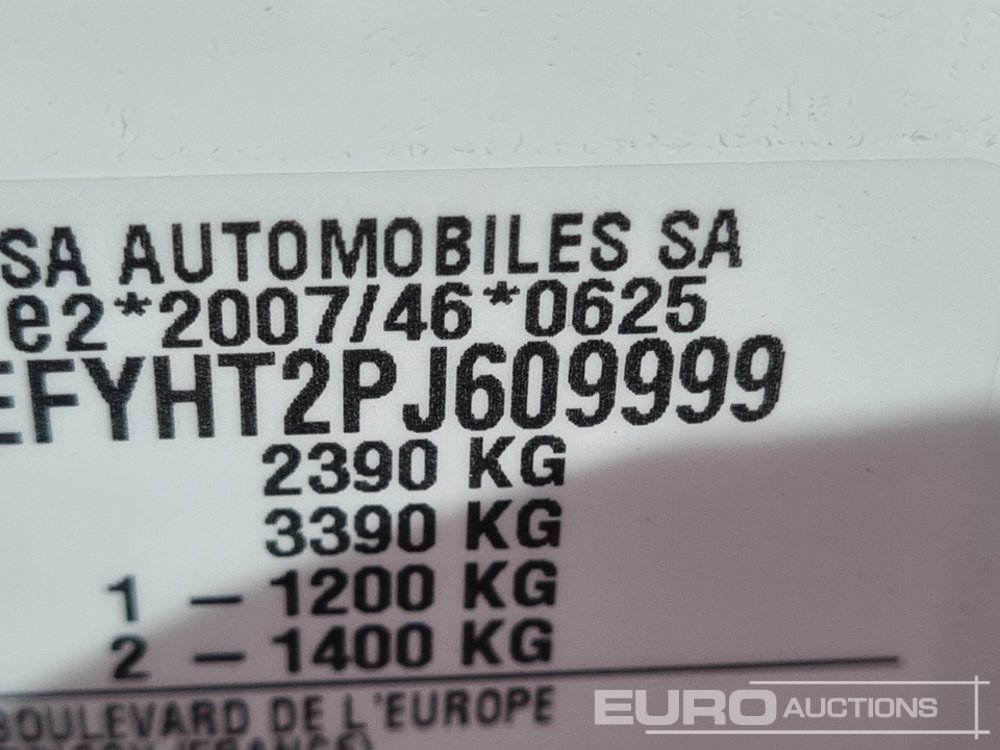 SA AUTOMOBILES SA
e2*2007/46*0625
EFYHT2PJ609999
2390 KG
3390 KG
1 - 1200 KG
2 - 1400 KG
BOULEVARD DE L'EUROPE
(FRANCE)
EURO AUCTIONS